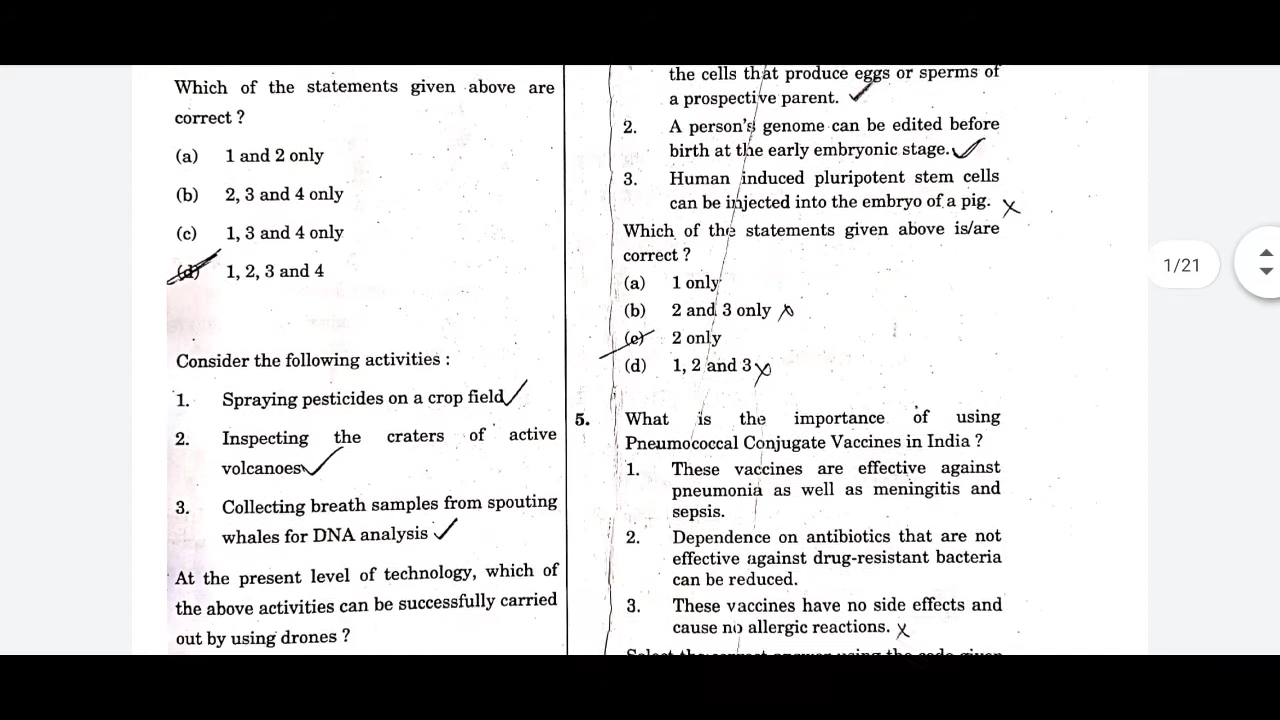 Which of the statements given above are
correct ?
(a) 1 and 2 only
(b) 2, 3 and 4 only
(c) 1, 3 and 4 only
(d) 1, 2, 3 and 4
Consider the following activities :
1. Spraying pesticides on a crop field
2. Inspecting the craters of active
volcanoes
3. Collecting breath samples from spouting
whales for DNA analysis
At the present level of technology, which of
the above activities can be successfully carried
out by using drones ?
the cells that produce eggs or sperms of
a prospective parent.
2. A person's genome can be edited before
birth at the early embryonic stage.
3. Human induced pluripotent stem cells
can be injected into the embryo of a pig.
Which of the statements given above is/are
correct ?
(a) 1 only
(b) 2 and 3 only
(c) 2 only
(d) 1, 2 and 3
5. What is the importance of using
Pneumococcal Conjugate Vaccines in India ?
1. These vaccines are effective against
pneumonia as well as meningitis and
sepsis.
2. Dependence on antibiotics that are not
effective against drug-resistant bacteria
can be reduced.
3. These vaccines have no side effects and
cause no allergic reactions.
1/21